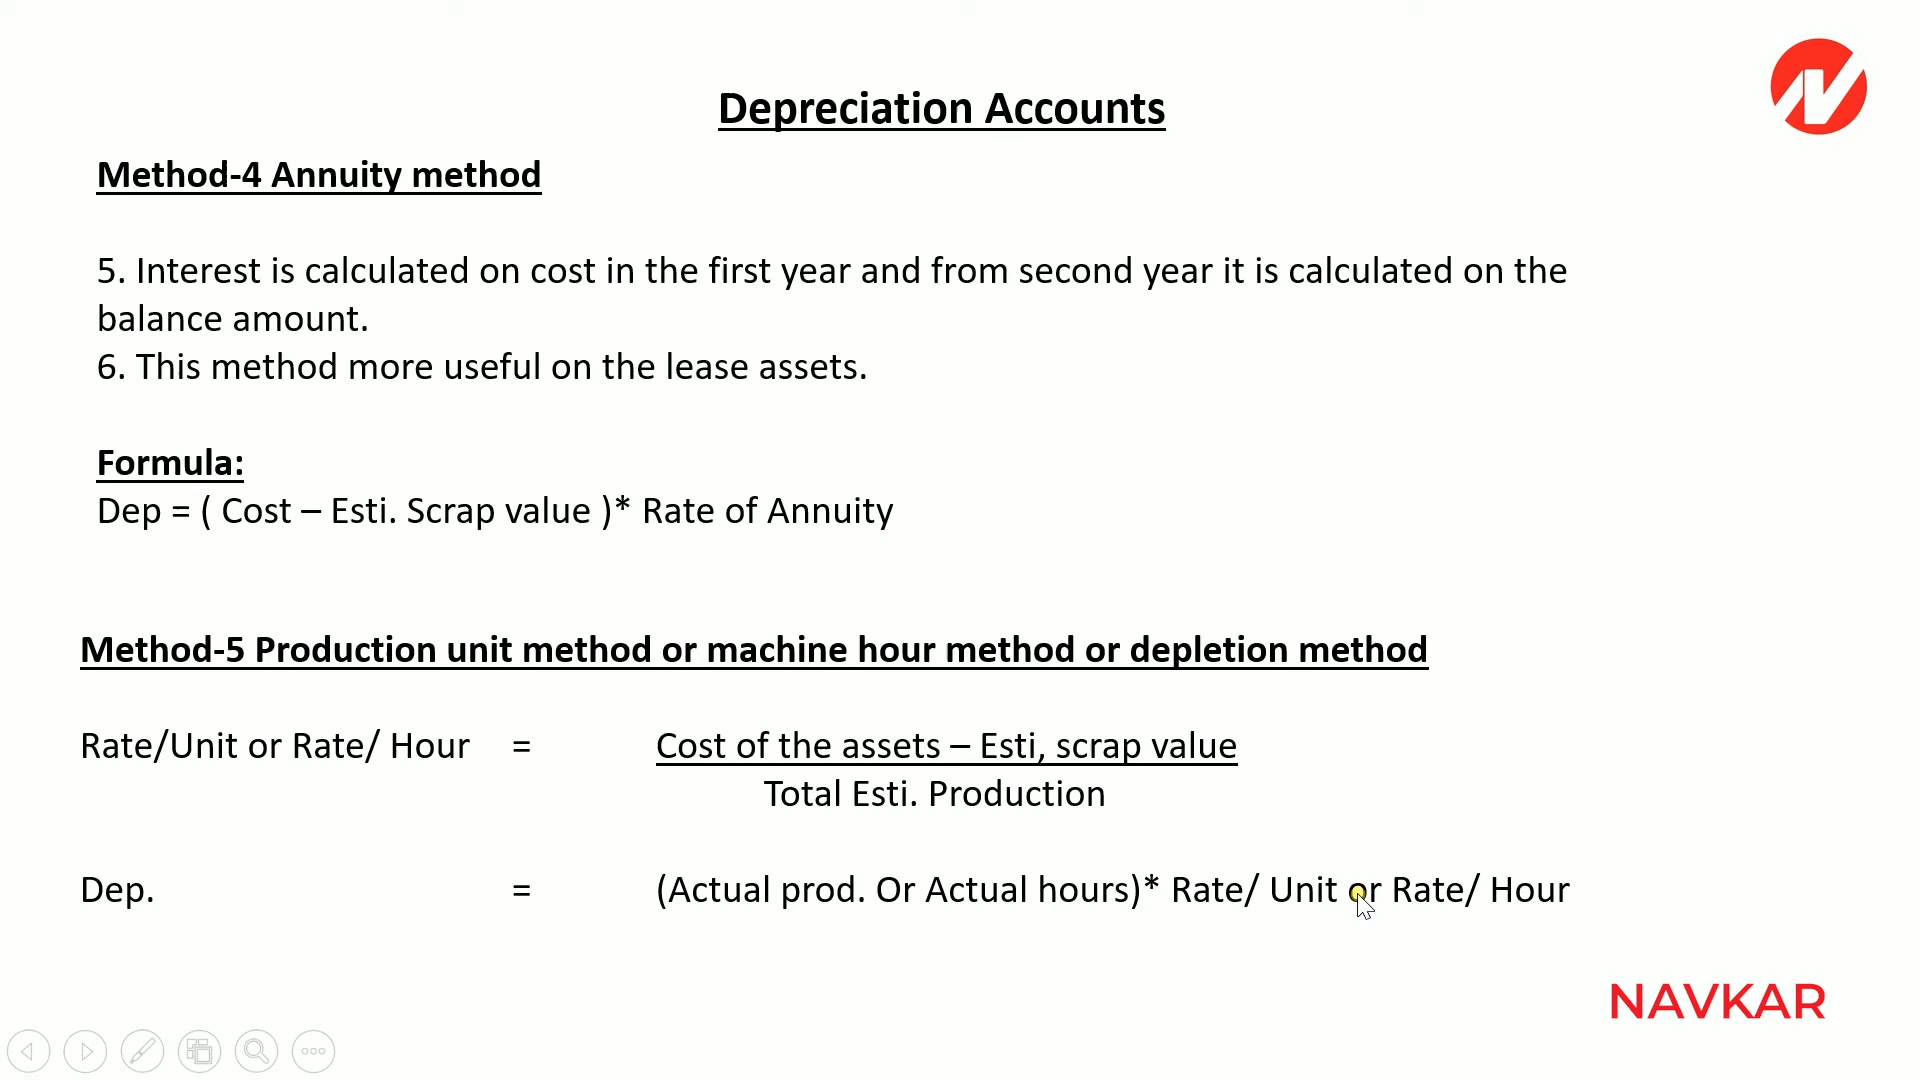 Depreciation Accounts
Method-4 Annuity method
5. Interest is calculated on cost in the first year and from second year it is calculated on the
balance amount.
6. This method more useful on the lease assets.
Formula:
Dep = ( Cost – Esti. Scrap value )* Rate of Annuity
Method-5 Production unit method or machine hour method or depletion method
Rate/Unit or Rate/ Hour = Cost of the assets – Esti, scrap value
Total Esti. Production
Dep. = (Actual prod. Or Actual hours)* Rate/ Unit or Rate/ Hour
NAVKAR